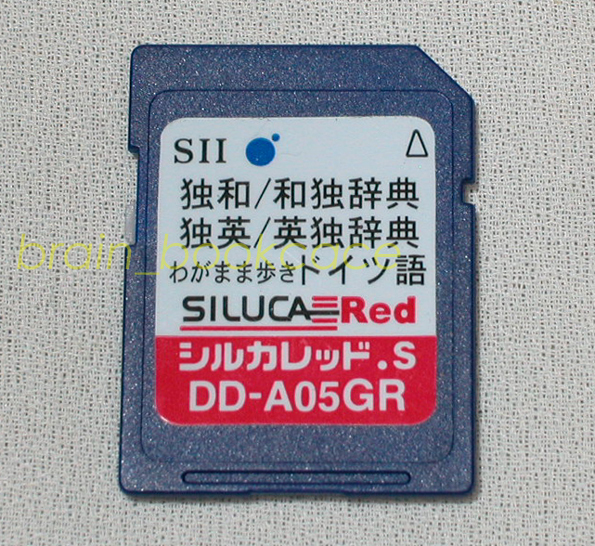 SII
独和/和独辞典
独英/英独辞典
brain_bookcace
わがまま歩きドイツ語
SILUCA Red
シルカレッド.S
DD-A05GR